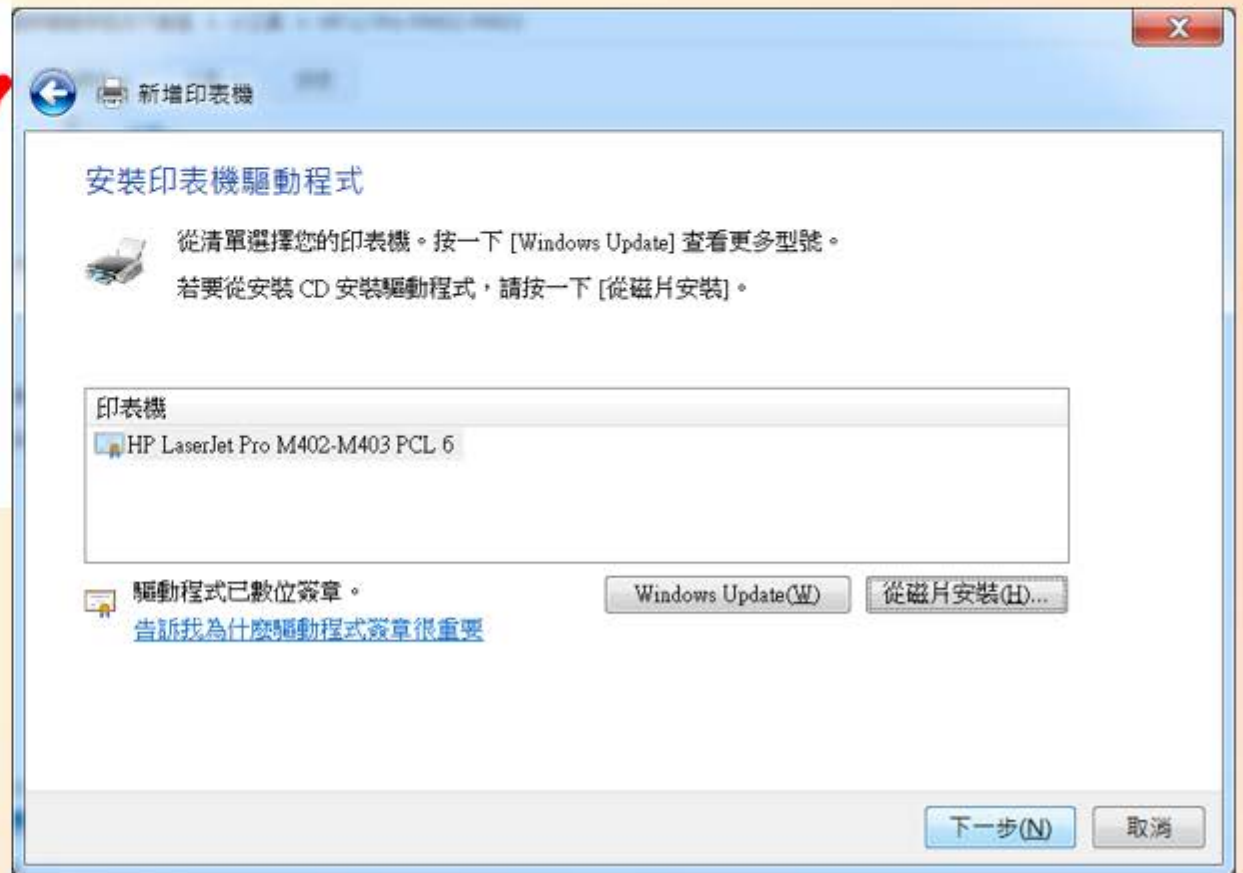 新增印表機
安裝印表機驅動程式
從清單選擇您的印表機。按一下 [Windows Update] 查看更多型號。
若要從安裝 CD 安裝驅動程式,請按一下 [從磁片安裝]。
印表機
HP LaserJet Pro M402-M403 PCL 6
驅動程式已數位簽章。
Windows Update(W)
從磁片安裝(H)...
告訴我為什麼驅動程式簽章很重要
下一步(N)
取消